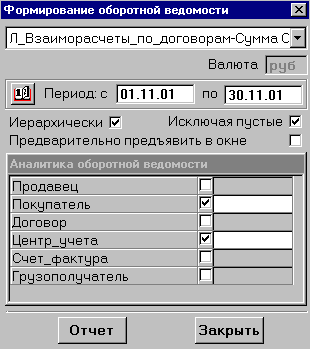 Формирование оборотной ведомости
Л_Взаиморасчеты_по_договорам-Сумма С
Валюта руб
Период: с 01.11.01 по 30.11.01
Иерархически Исключая пустые
Предварительно предъявить в окне
Аналитика оборотной ведомости
Продавец
Покупатель
Договор
Центр_учета
Счет_фактура
Грузополучатель
Отчет Закрыть